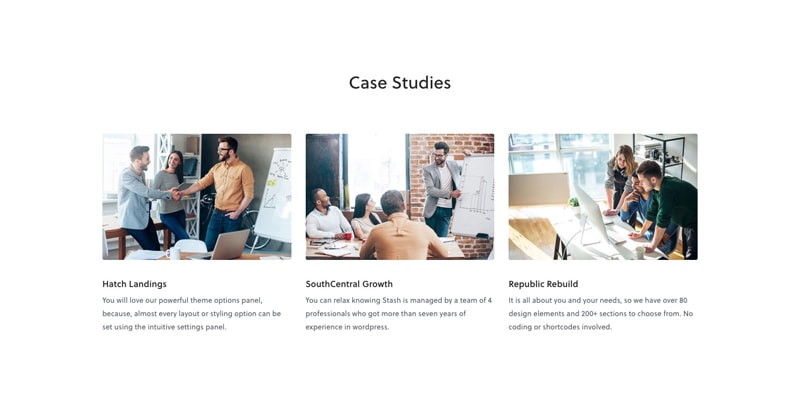 Case Studies
Hatch Landings
You will love our powerful theme options panel,
because, almost every layout or styling option can be
set using the intuitive settings panel.
SouthCentral Growth
You can relax knowing Stash is managed by a team of 4
professionals who got more than seven years of
experience in wordpress.
Republic Rebuild
It is all about you and your needs, so we have over 80
design elements and 200+ sections to choose from. No
coding or shortcodes involved.